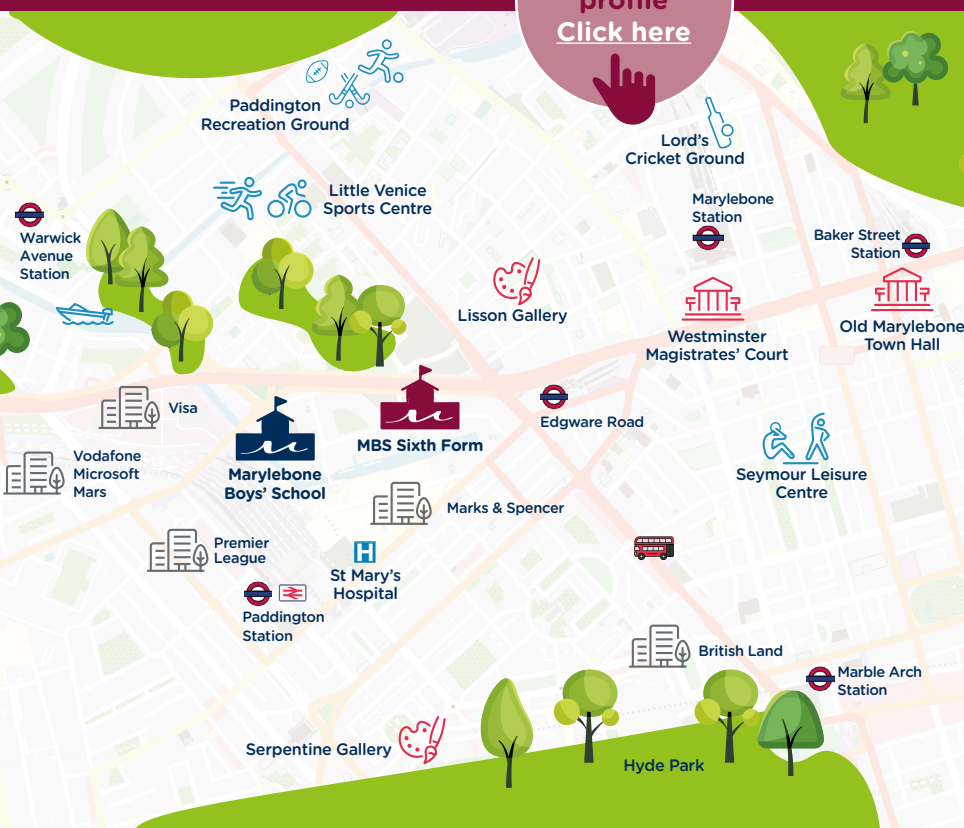 profile
Click here
Paddington
Recreation Ground
Lord's
Cricket Ground
Little Venice
Sports Centre
Marylebone
Station
Warwick
Avenue
Station
Baker Street
Station
Lisson Gallery
Westminster
Magistrates' Court
Old Marylebone
Town Hall
Visa
Edgware Road
MBS Sixth Form
Vodafone
Microsoft
Mars
Marylebone
Boys' School
Seymour Leisure
Centre
Marks & Spencer
Premier
League
H
St Mary's
Hospital
Paddington
Station
British Land
Marble Arch
Station
Serpentine Gallery
Hyde Park